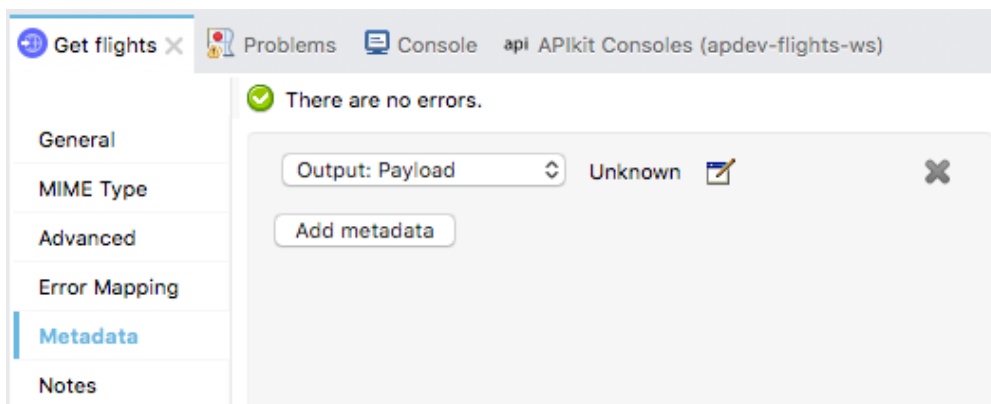 Get flights Problems Console api APIkit Consoles (apdev-flights-ws)
There are no errors.
General
MIME Type
Advanced
Error Mapping
Metadata
Notes
Output: Payload Unknown
Add metadata